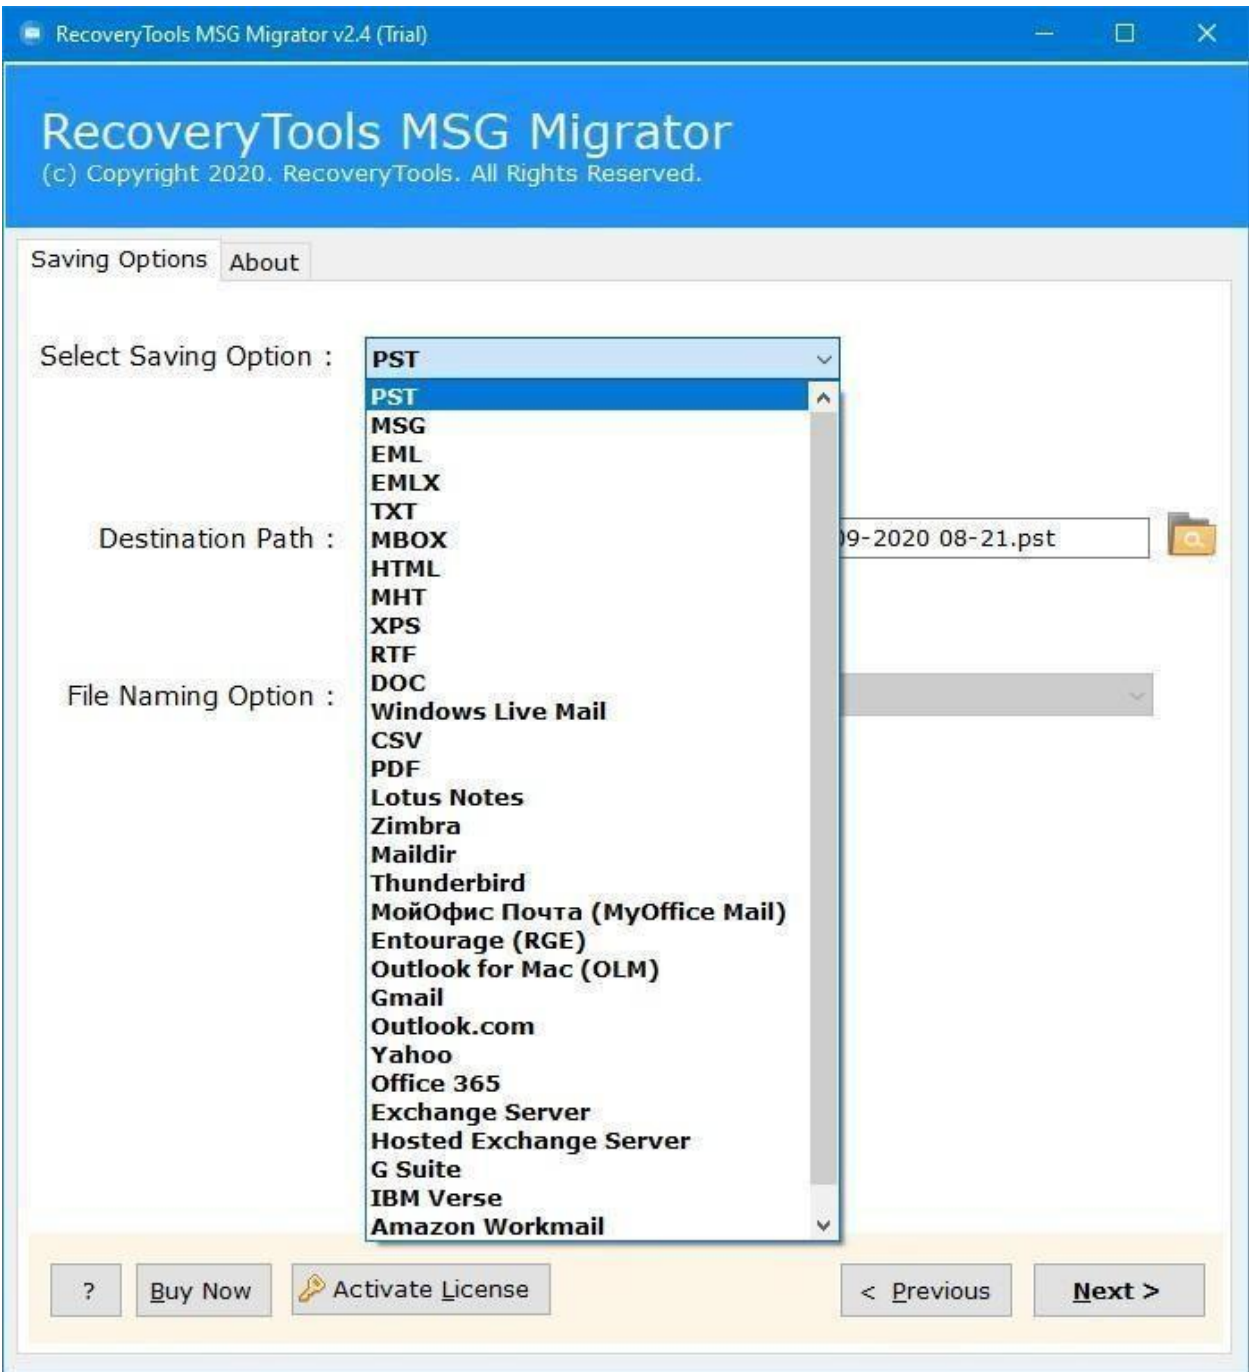 RecoveryTools MSG Migrator v2.4 (Trial)
RecoveryTools MSG Migrator
(c) Copyright 2020. RecoveryTools. All Rights Reserved.
Saving Options About
Select Saving Option : PST
PST
MSG
EML
EMLX
TXT
Destination Path : 09-2020 08-21.pst
MBOX
HTML
MHT
XPS
RTF
File Naming Option :
DOC
Windows Live Mail
CSV
PDF
Lotus Notes
Zimbra
Maildir
Thunderbird
МойОфис Почта (MyOffice Mail)
Entourage (RGE)
Outlook for Mac (OLM)
Gmail
Outlook.com
Yahoo
Office 365
Exchange Server
Hosted Exchange Server
G Suite
IBM Verse
Amazon Workmail
? Buy Now Activate License < Previous Next >